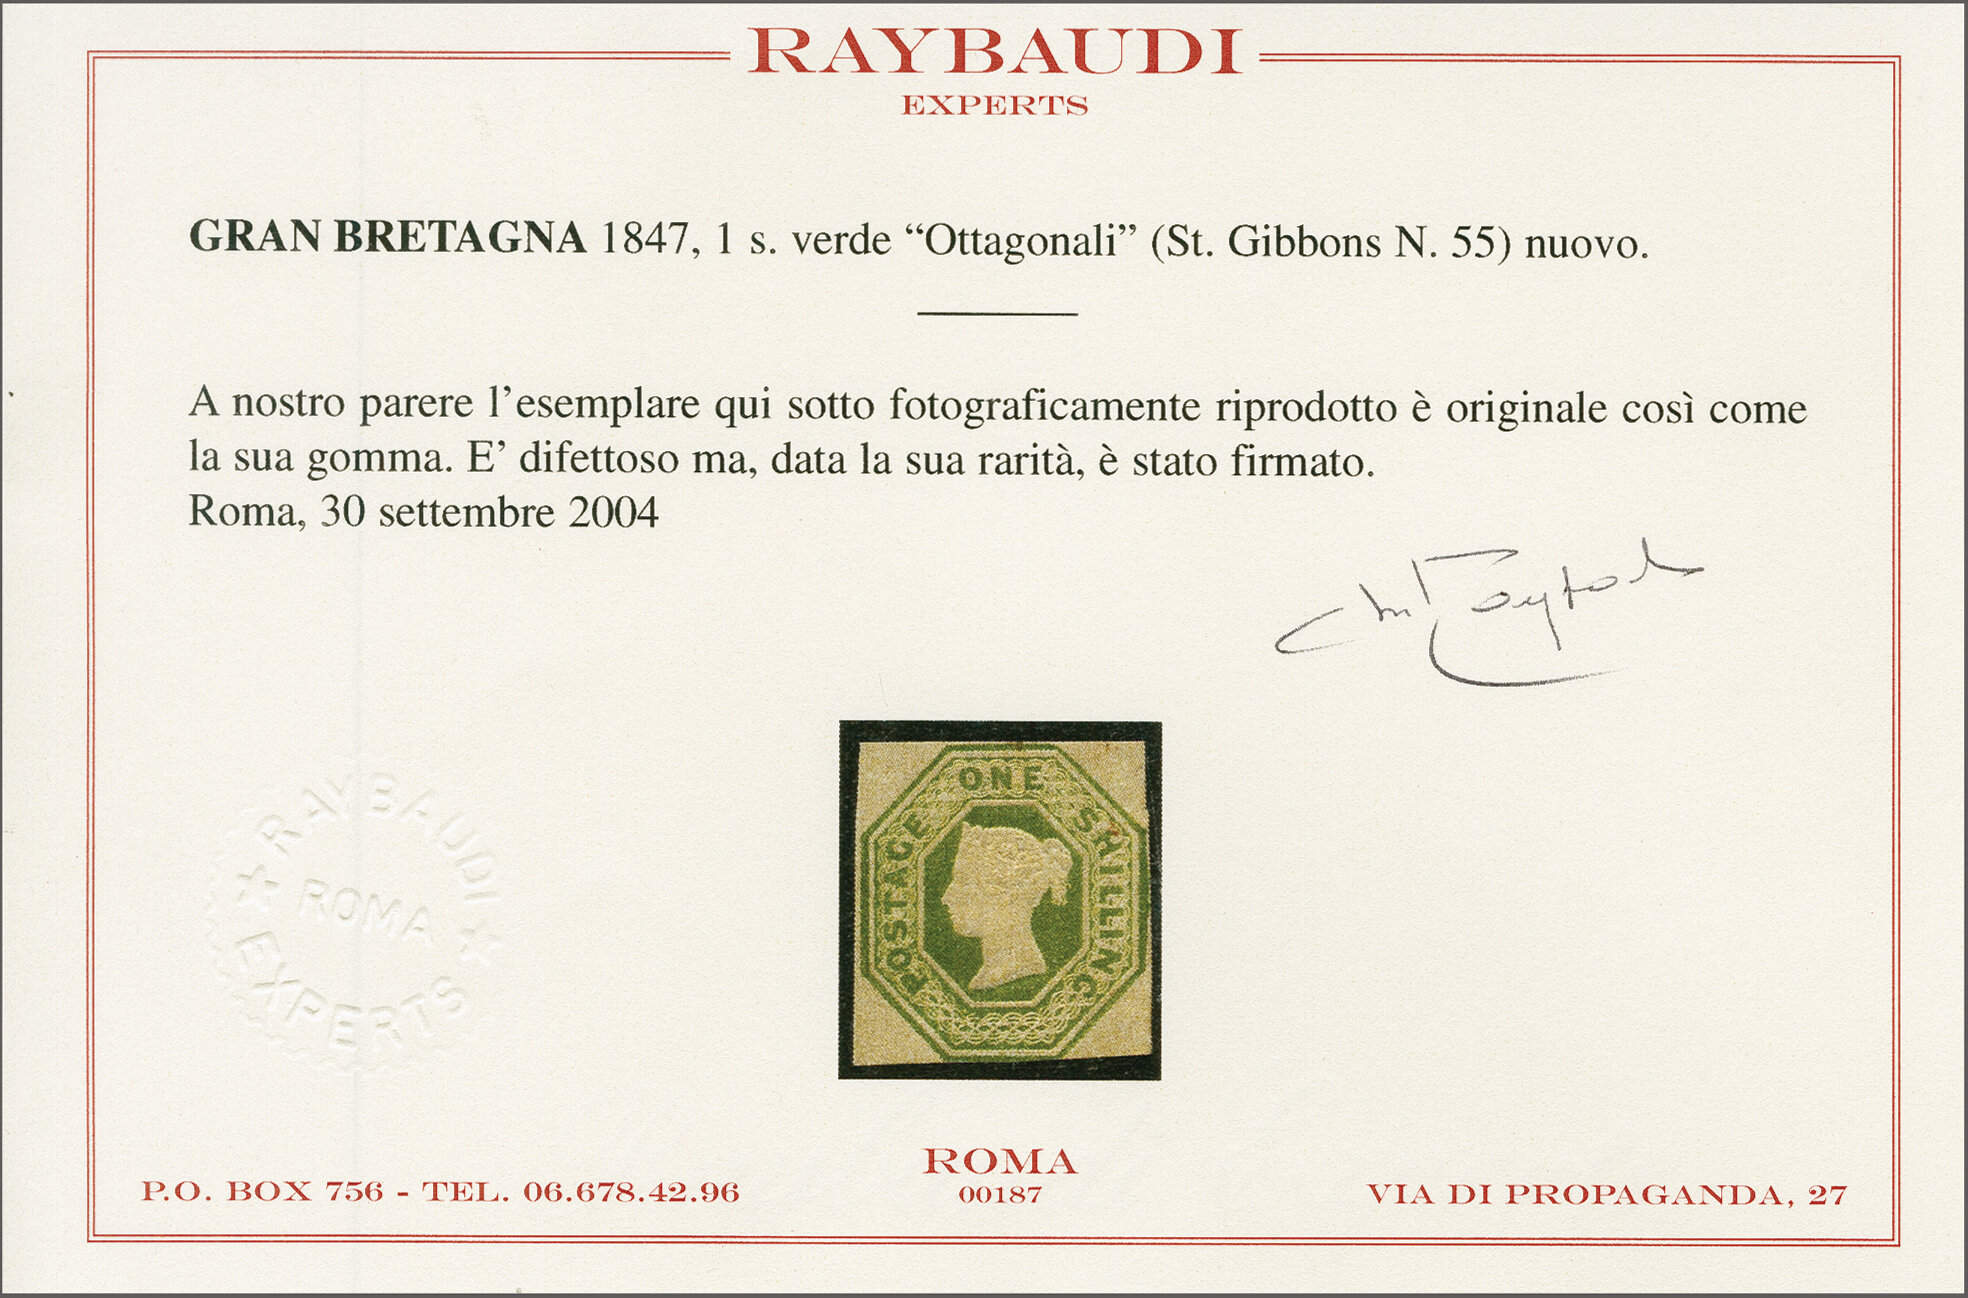 RAYBAUDI
EXPERTS
GRAN BRETAGNA 1847, 1 s. verde “Ottagonali” (St. Gibbons N. 55) nuovo.
A nostro parere l’esemplare qui sotto fotograficamente riprodotto è originale così come
la sua gomma. E’ difettoso ma, data la sua rarità, è stato firmato.
Roma, 30 settembre 2004
POSTAGE ONE SHILLING
RAYBAUDI
ROMA
EXPERTS
ROMA
P.O. BOX 756 - TEL. 06.678.42.96
00187
VIA DI PROPAGANDA, 27